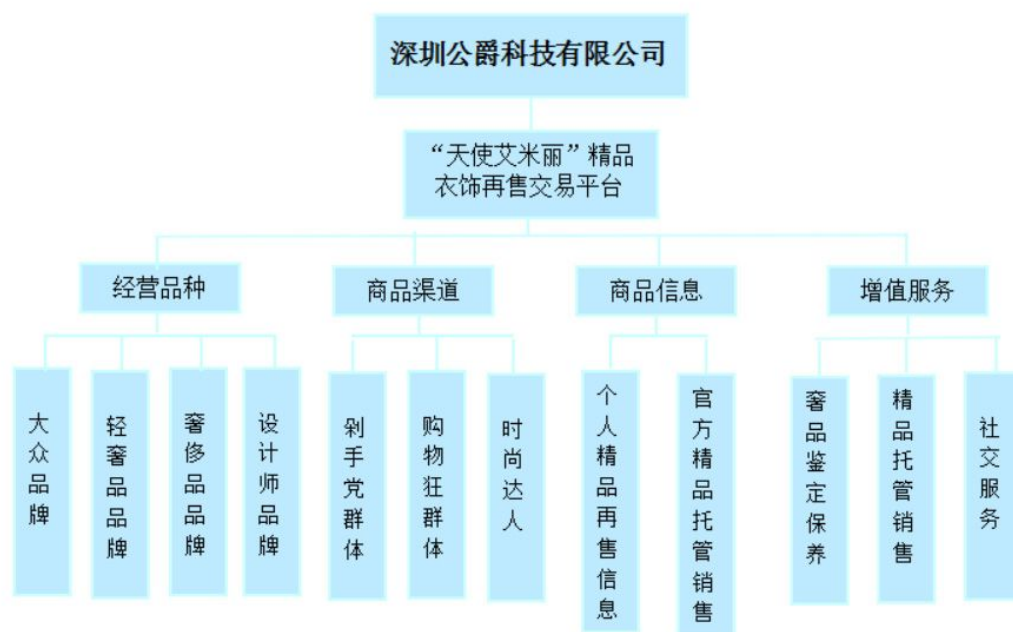 深圳公爵科技有限公司
“天使艾米丽”精品
衣饰再售交易平台
经营品种
商品渠道
商品信息
增值服务
大众品牌
轻奢品品牌
奢侈品品牌
设计师品牌
剁手党群体
购物狂群体
时尚达人
个人精品再售信息
官方精品托管销售
奢品鉴定保养
精品托管销售
社交服务